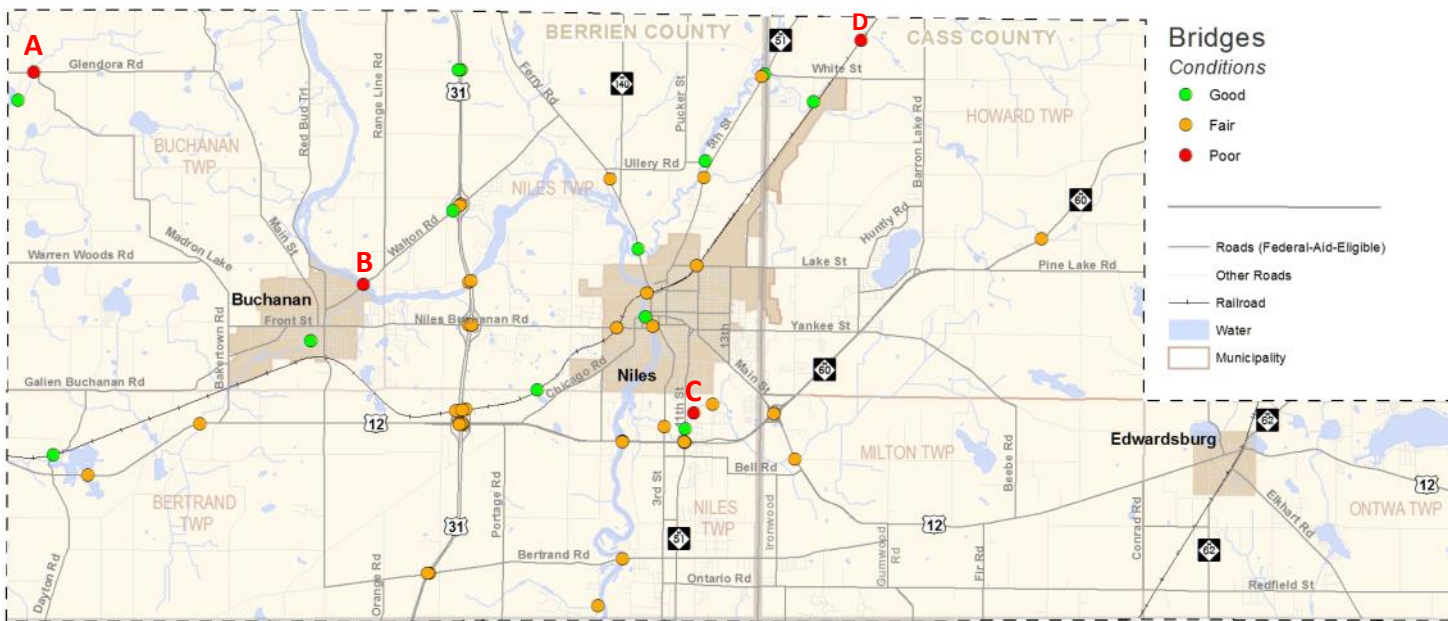 A
Glendora Rd
Red Bud Trl
Range Line Rd
31
BERRIEN COUNTY
Ferry Rd
140
Pucker St
5th St
51
D
CASS COUNTY
White St
Barron Lake Rd
HOWARD TWP
BUCHANAN
TWP
NILES TWP
Ullery Rd
60
Main St
Walton Rd
Huntly Rd
Madron Lake
Warren Woods Rd
B
Lake St
Pine Lake Rd
Buchanan
Front St
Niles Buchanan Rd
13th
Yankee St
Bakertown Rd
Galien Buchanan Rd
Chicago Rd
Niles
Main St
60
C
11th St
12
31
Portage Rd
3rd St
Bell Rd
MILTON TWP
Beebe Rd
BERTRAND
TWP
NILES
TWP
Ironwood
12
51
Bertrand Rd
Ontario Rd
Gumwood
Rd
Fir Rd
Dayton Rd
Orange Rd
Bridges
Conditions
Good
Fair
Poor
Roads (Federal-Aid-Eligible)
Other Roads
Railroad
Water
Municipality
62
Edwardsburg
12
Conrad Rd
Elkhart Rd
ONTWA TWP
62
Redfield St